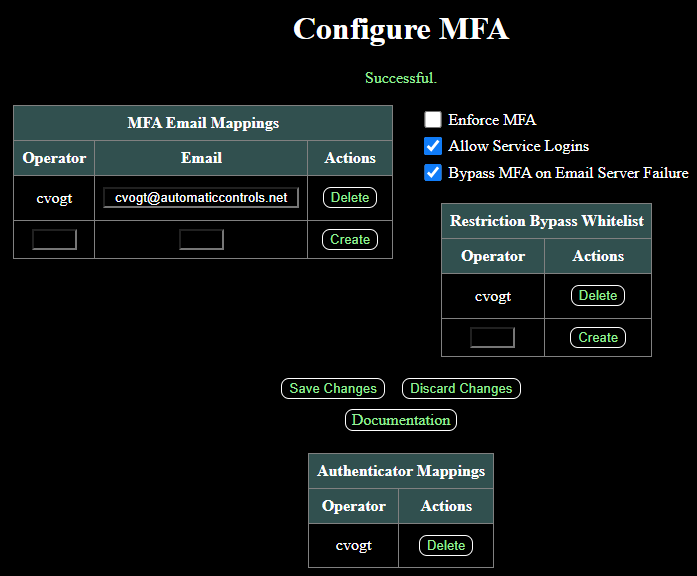 Configure MFA
Successful.
MFA Email Mappings
Operator Email Actions
cvogt cvogt@automaticcontrols.net Delete
Create
Enforce MFA
Allow Service Logins
Bypass MFA on Email Server Failure
Restriction Bypass Whitelist
Operator Actions
cvogt Delete
Create
Save Changes Discard Changes
Documentation
Authenticator Mappings
Operator Actions
cvogt Delete